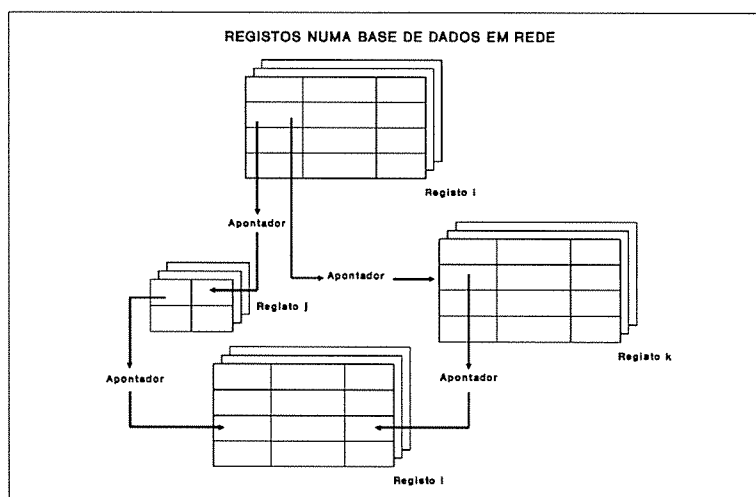 REGISTOS NUMA BASE DE DADOS EM REDE
Registo i
Apontador
Apontador
Registo j
Registo k
Apontador
Apontador
Registo l